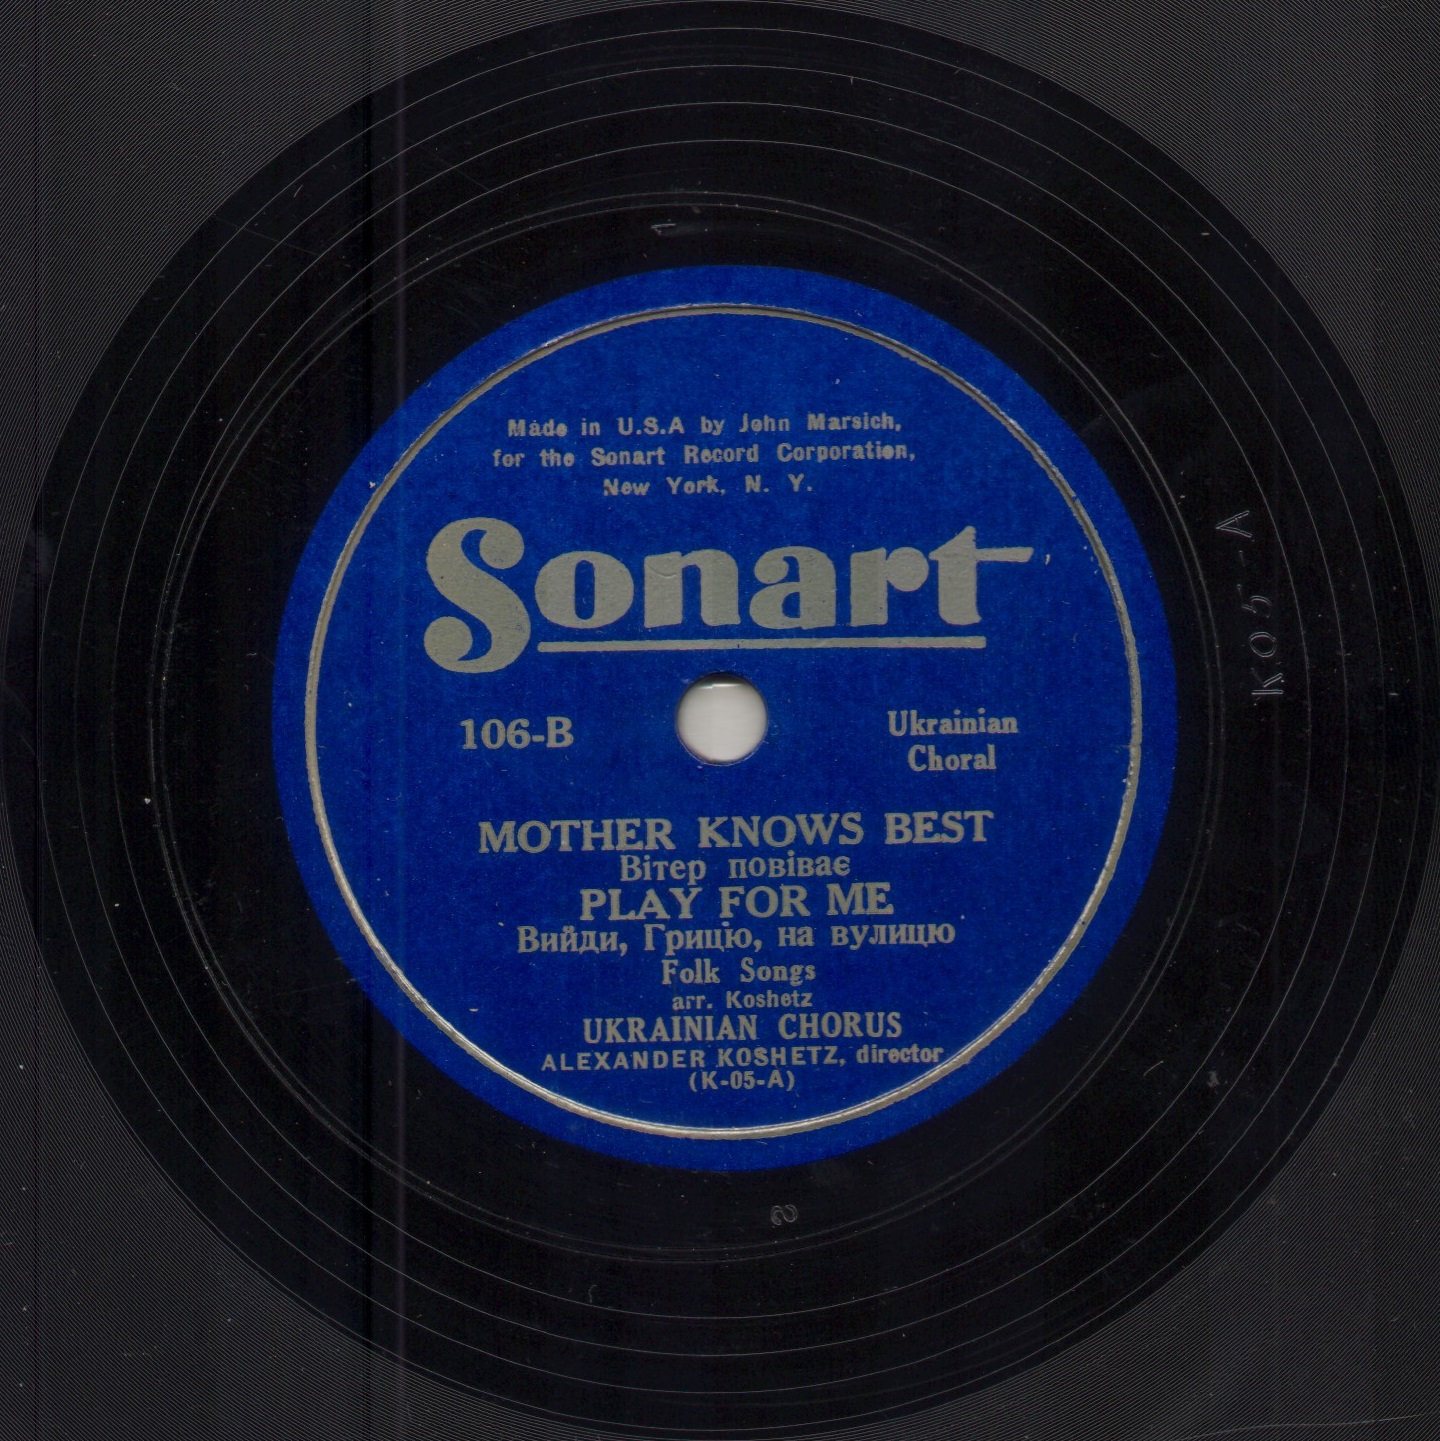 Made in U.S.A by John Marsich,
for the Sonart Record Corporation,
New York, N. Y.
Sonart
106-B
Ukrainian
Choral
MOTHER KNOWS BEST
Вітер повіває
PLAY FOR ME
Вийди, Грицю, на вулицю
Folk Songs
arr. Koshetz
UKRAINIAN CHORUS
ALEXANDER KOSHETZ, director
(K-05-A)
K05-A